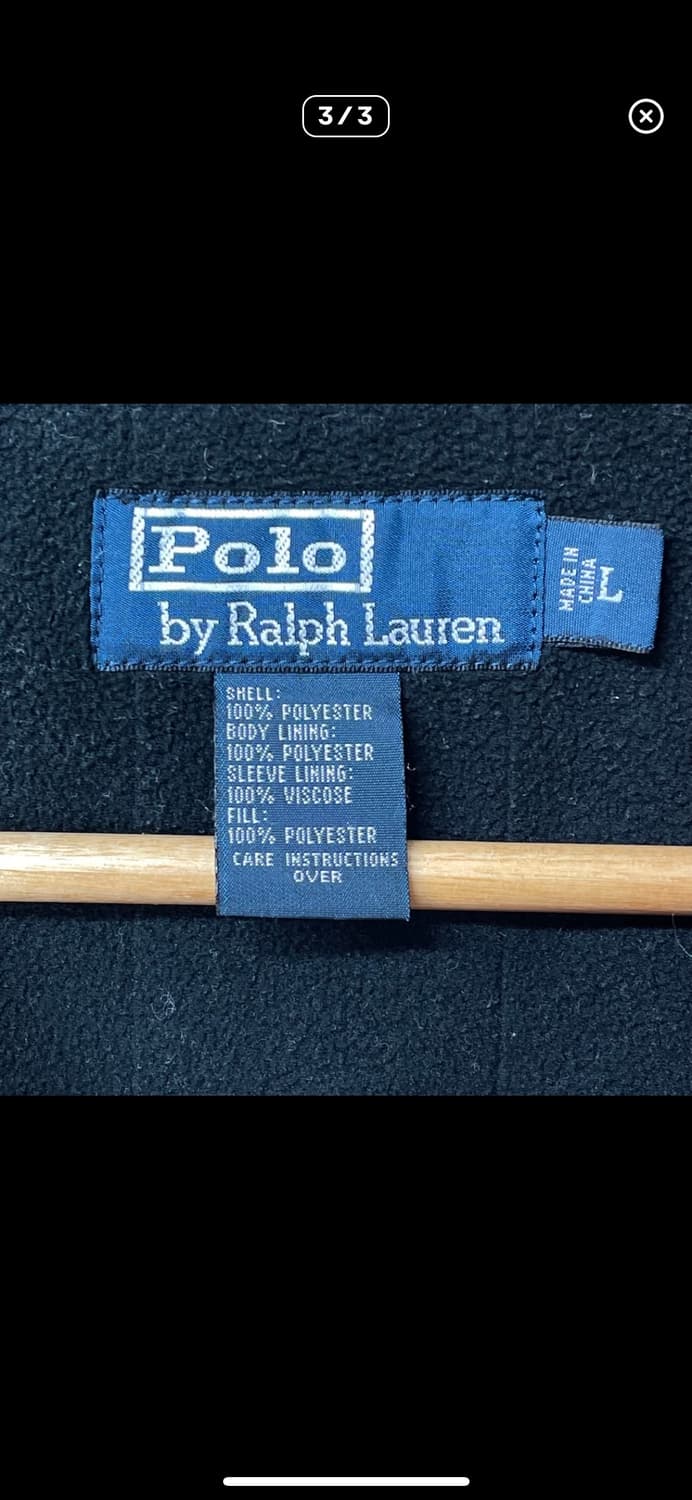 3/3
Polo
by Ralph Lauren
MADE IN
CHINA
L
SHELL:
100% POLYESTER
BODY LINING:
100% POLYESTER
SLEEVE LINING:
100% VISCOSE
FILL:
100% POLYESTER
CARE INSTRUCTIONS
OVER